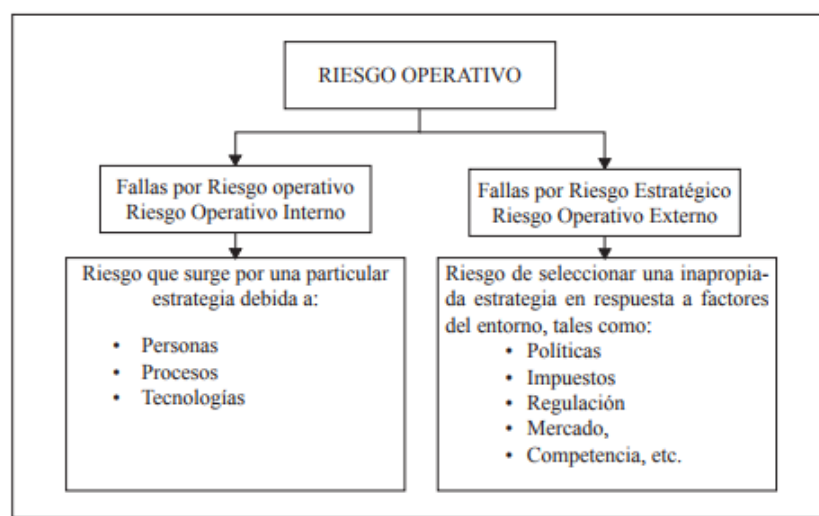 RIESGO OPERATIVO
Fallas por Riesgo operativo
Riesgo Operativo Interno
Fallas por Riesgo Estratégico
Riesgo Operativo Externo
Riesgo que surge por una particular
estrategia debida a:
• Personas
• Procesos
• Tecnologías
Riesgo de seleccionar una inapropia-
da estrategia en respuesta a factores
del entorno, tales como:
• Políticas
• Impuestos
• Regulación
• Mercado,
• Competencia, etc.